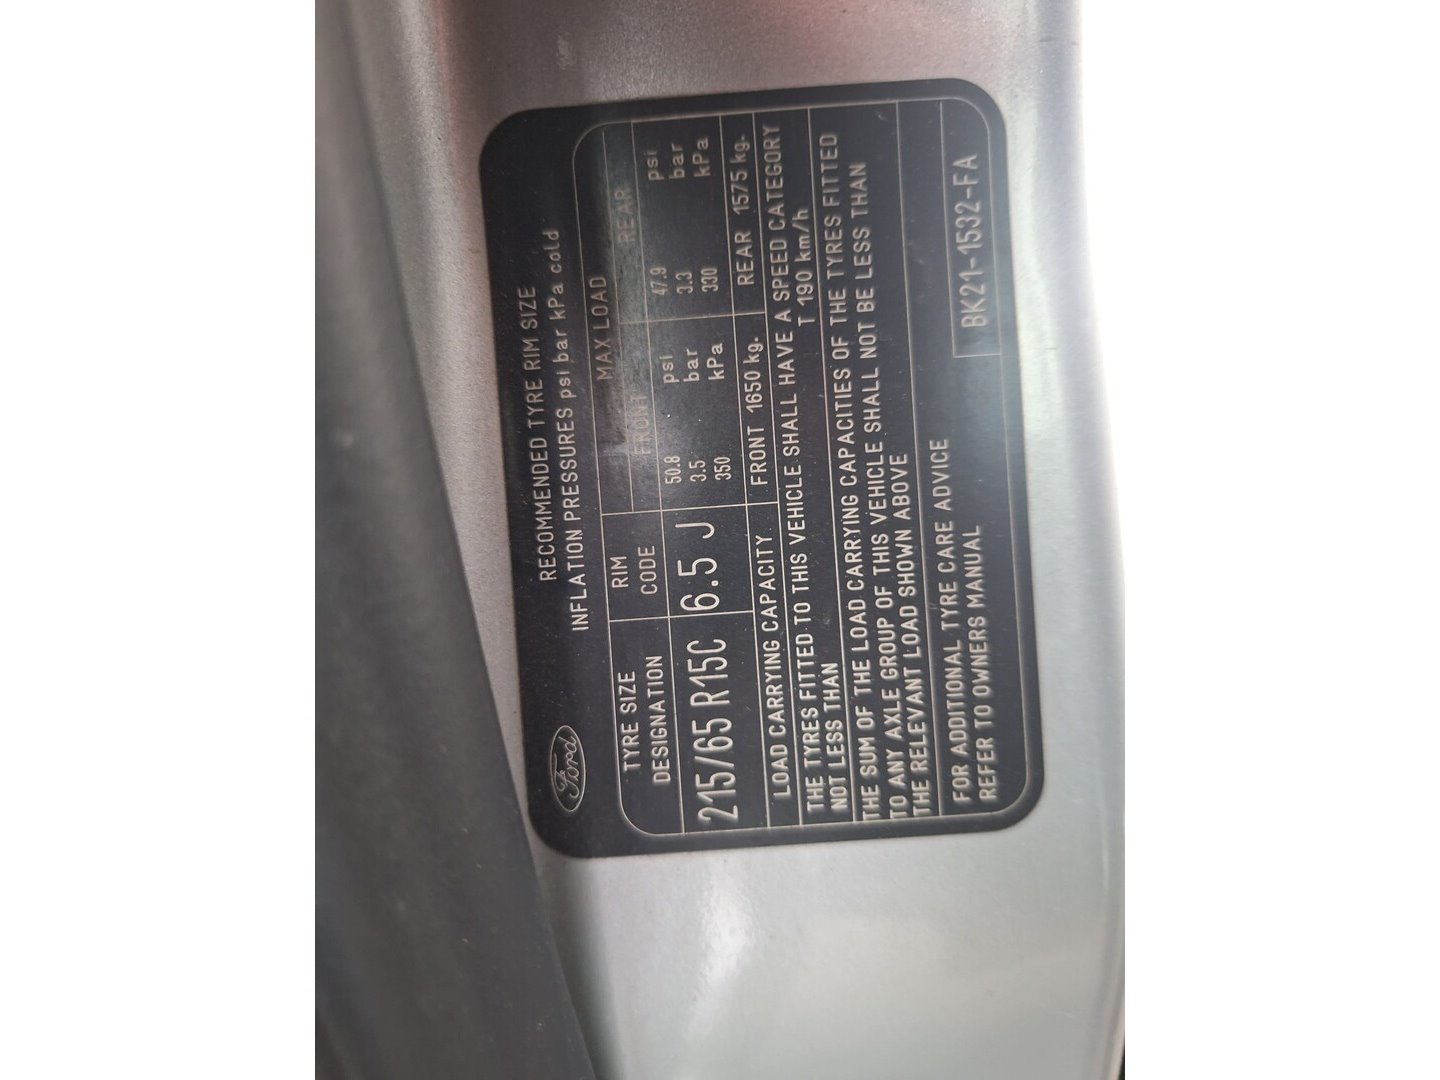 Ford
RECOMMENDED TYRE RIM SIZE
INFLATION PRESSURES psi bar kPa cold
TYRE SIZE
DESIGNATION
RIM
CODE
MAX LOAD
FRONT
REAR
215/65 R15C
6.5 J
50.8 psi
3.5 bar
350 kPa
47.9 psi
3.3 bar
330 kPa
LOAD CARRYING CAPACITY
FRONT 1650 kg.
REAR 1575 kg.
THE TYRES FITTED TO THIS VEHICLE SHALL HAVE A SPEED CATEGORY
NOT LESS THAN
T 190 km/h
THE SUM OF THE LOAD CARRYING CAPACITIES OF THE TYRES FITTED
TO ANY AXLE GROUP OF THIS VEHICLE SHALL NOT BE LESS THAN
THE RELEVANT LOAD SHOWN ABOVE
FOR ADDITIONAL TYRE CARE ADVICE
REFER TO OWNERS MANUAL
BK21-1532-FA